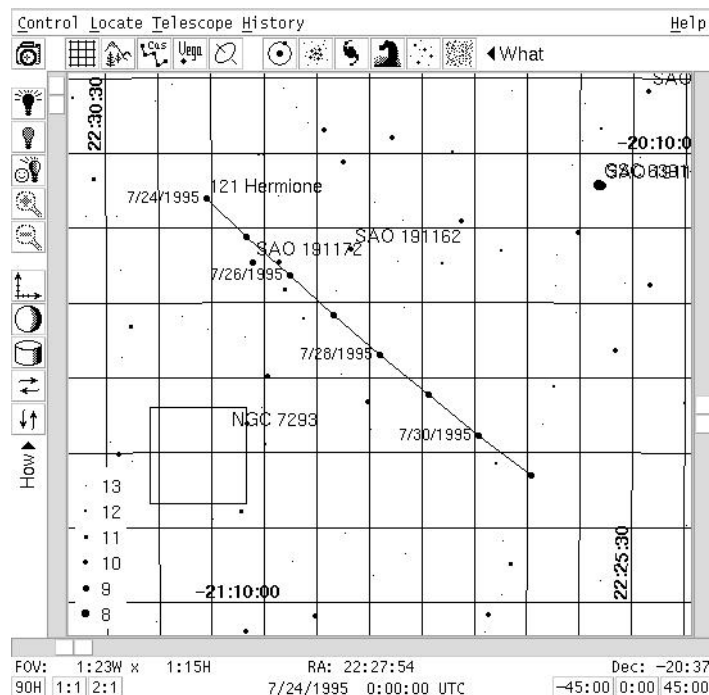 Control Locate Telescope History Help
Cas Vega What
SAO
22:30:30
-20:10:0
121 Hermione
7/24/1995
SAO 191162
SAO 191172
7/26/1995
7/28/1995
NGC 7293
7/30/1995
How
13
12
11
10
9
8
-21:10:00
22:25:30
FOV: 1:23W x 1:15H RA: 22:27:54 Dec: -20:37
90H 1:1 2:1 7/24/1995 0:00:00 UTC -45:00 0:00 45:00